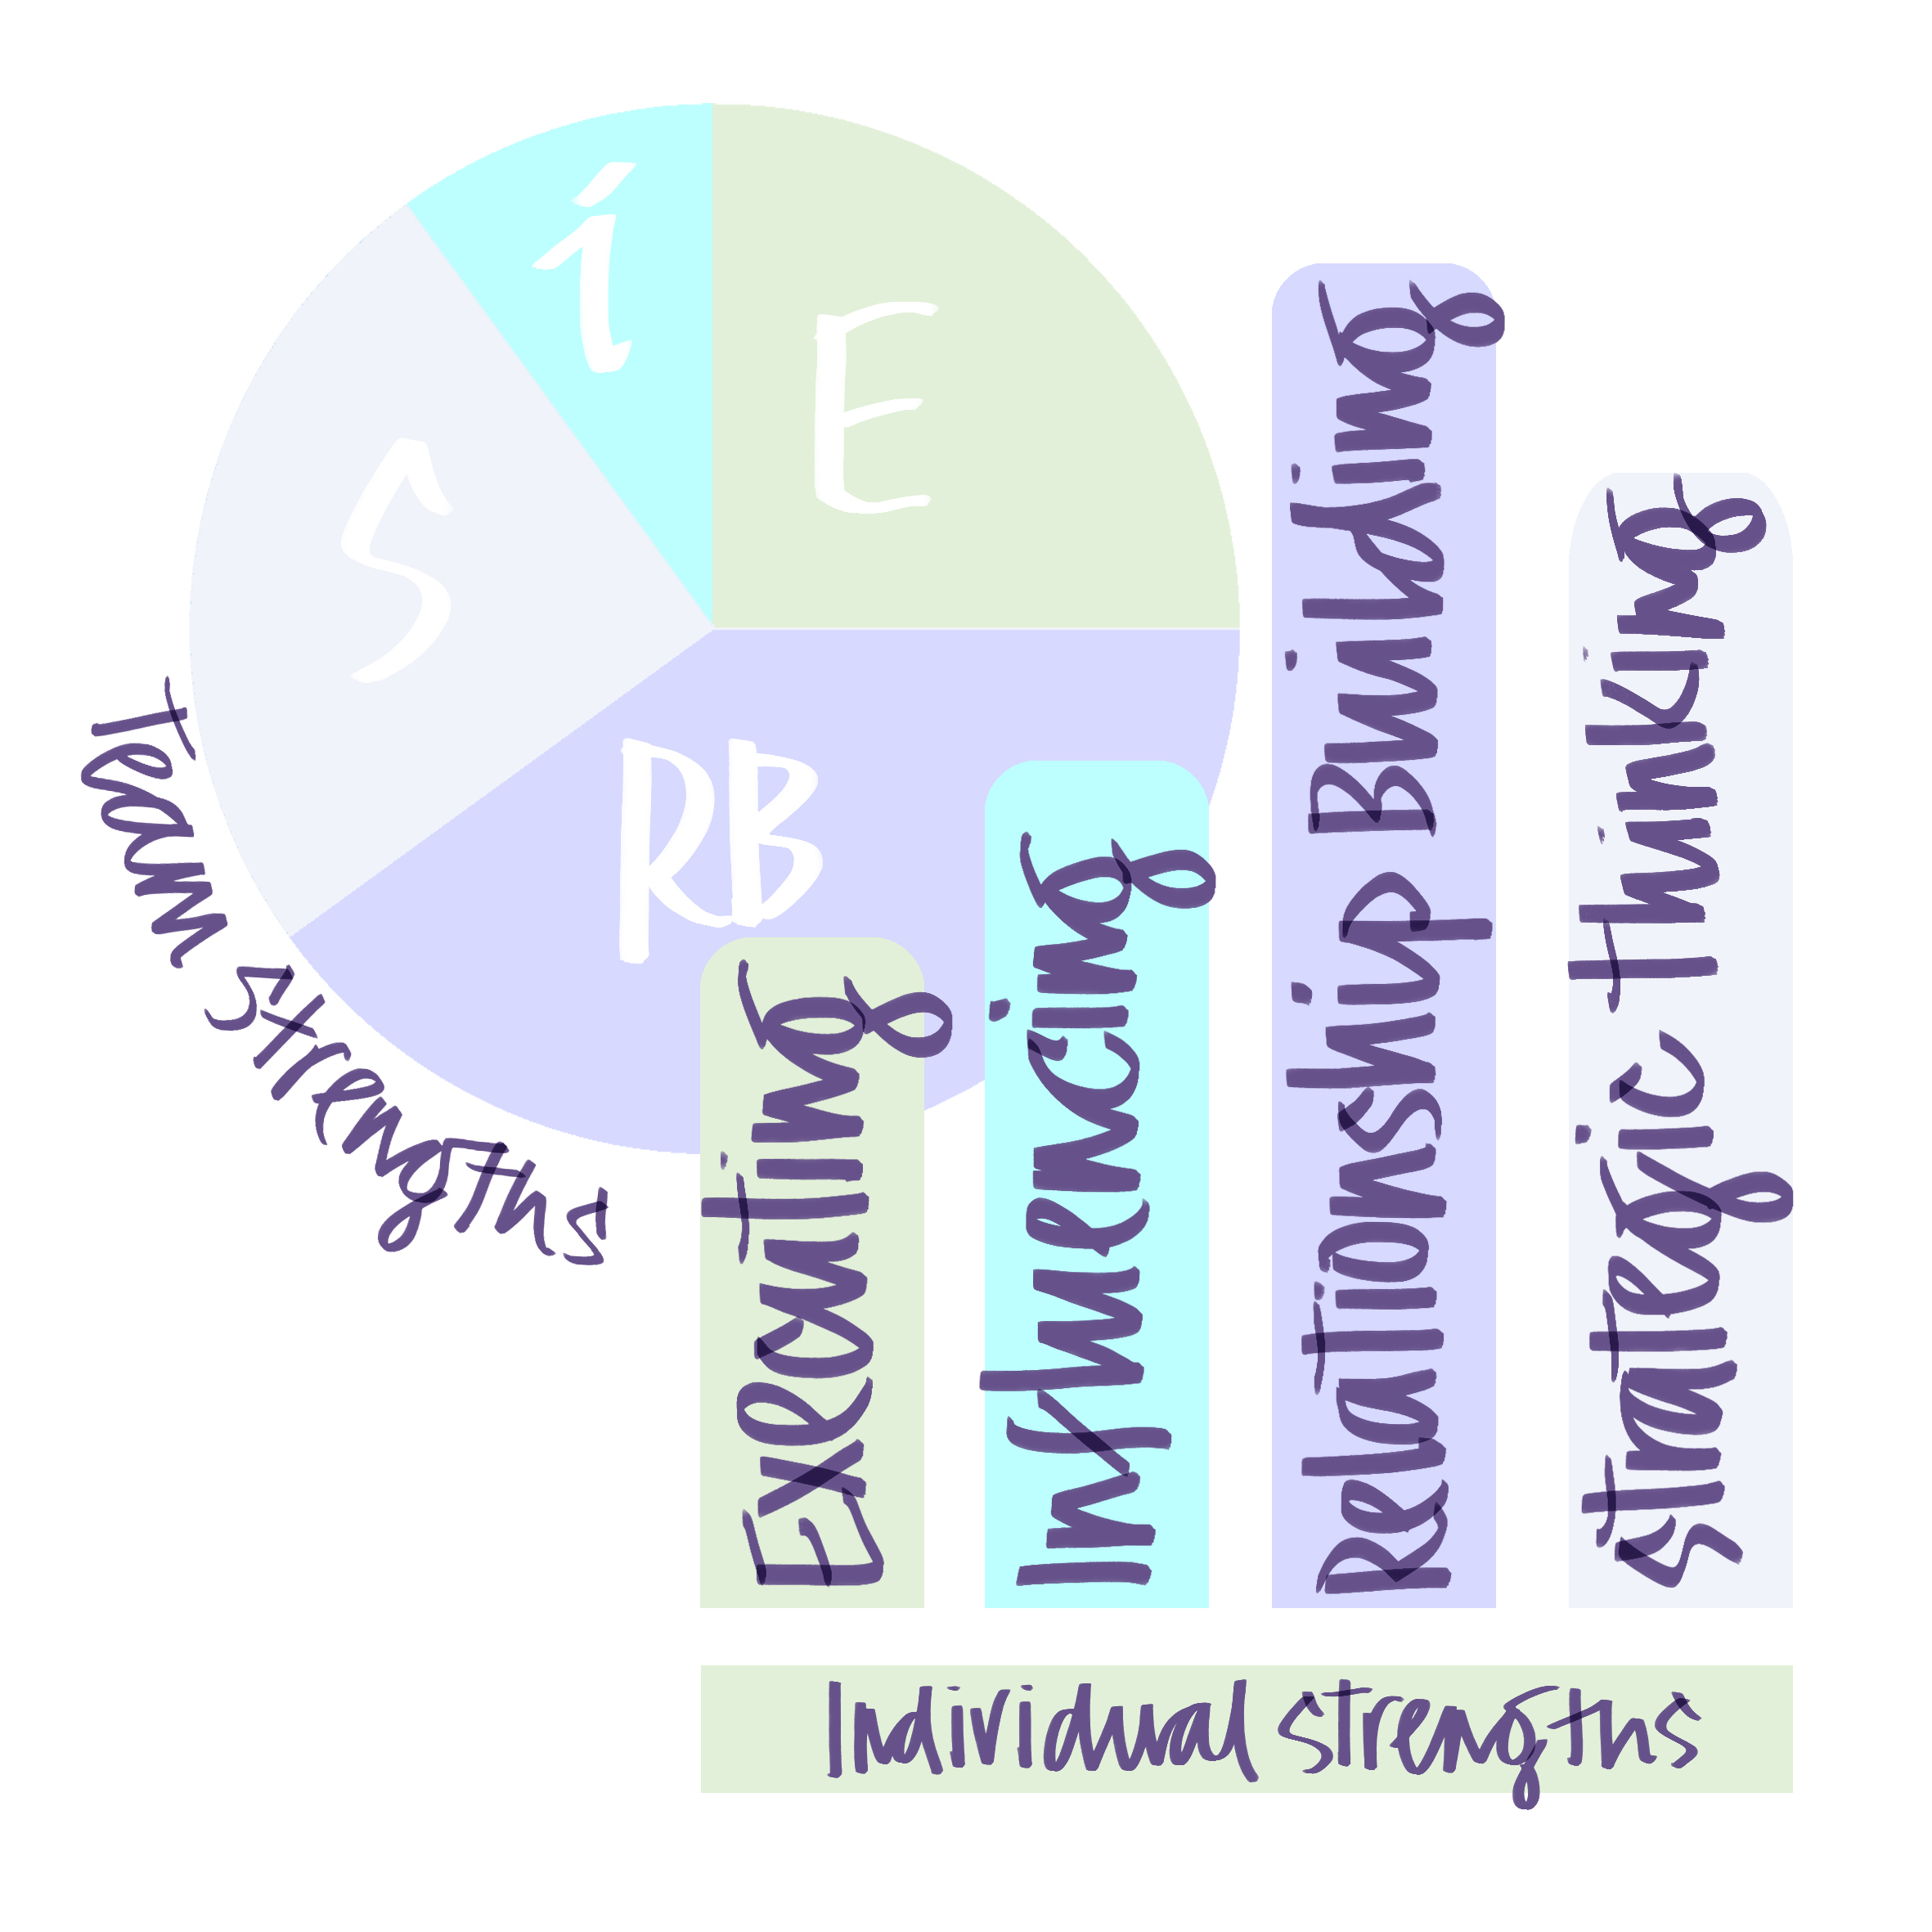 i
E
S
RB
Team Strengths
Executing
Influencing
Relationship Building
Strategic Thinking
Individual Strengths